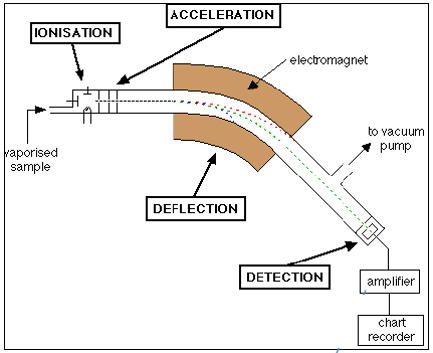 ACCELERATION
IONISATION
electromagnet
vaporised
sample
to vacuum
pump
DEFLECTION
DETECTION
amplifier
chart
recorder